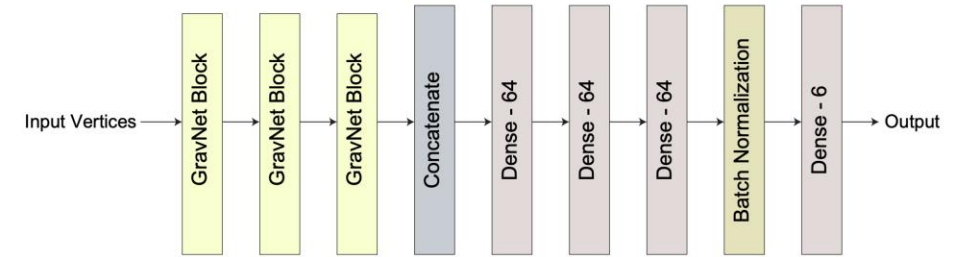 Input Vertices
GravNet Block
GravNet Block
GravNet Block
Concatenate
Dense - 64
Dense - 64
Dense - 64
Batch Normalization
Dense - 6
Output